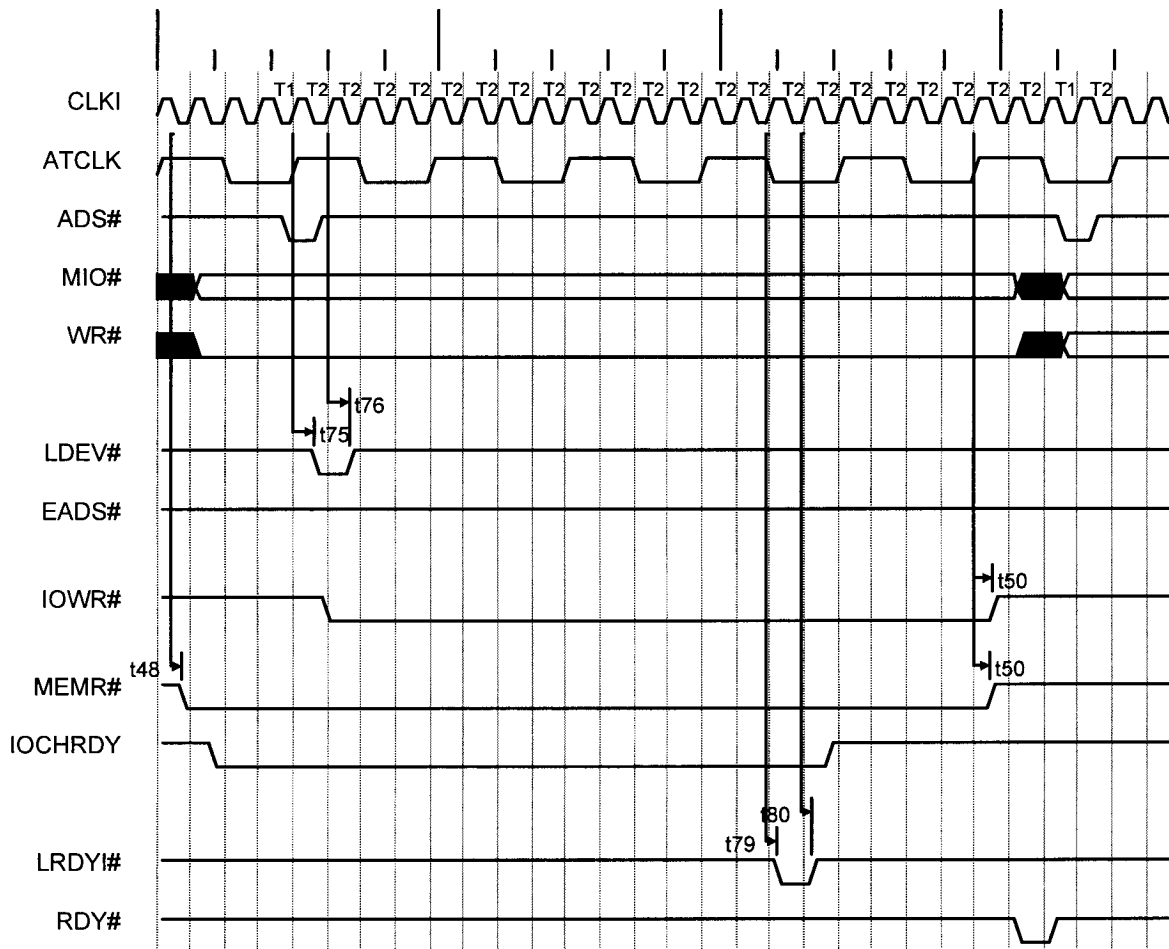 T1 T2 T2 T2 T2 T2 T2 T2 T2 T2 T2 T2 T2 T2 T2 T2 T2 T2 T2 T2 T2 T2 T1 T2
CLKI
ATCLK
ADS#
MIO#
WR#
t76
t75
LDEV#
EADS#
t50
IOWR#
t48
t50
MEMR#
IOCHRDY
t80
t79
LRDYI#
RDY#